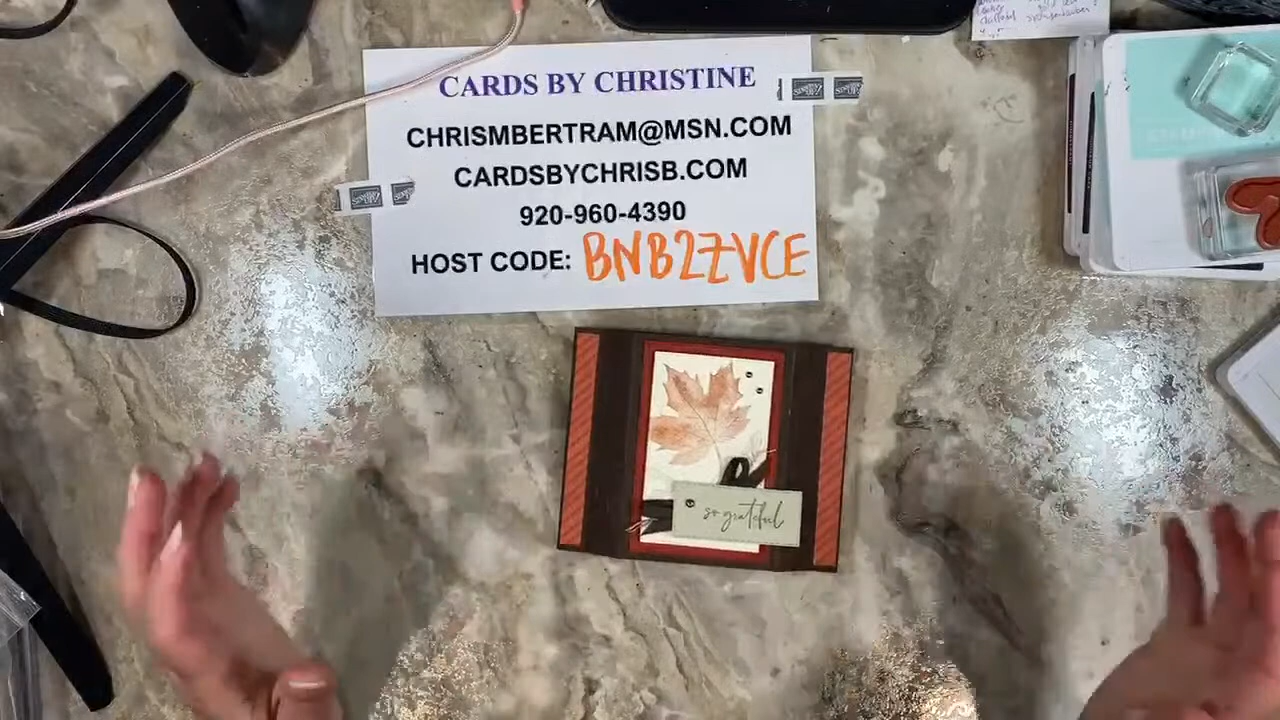 CARDS BY CHRISTINE
CHRISMBERTRAM@MSN.COM
CARDSBYCHRISB.COM
920-960-4390
HOST CODE: BNB2ZVCE
so grateful